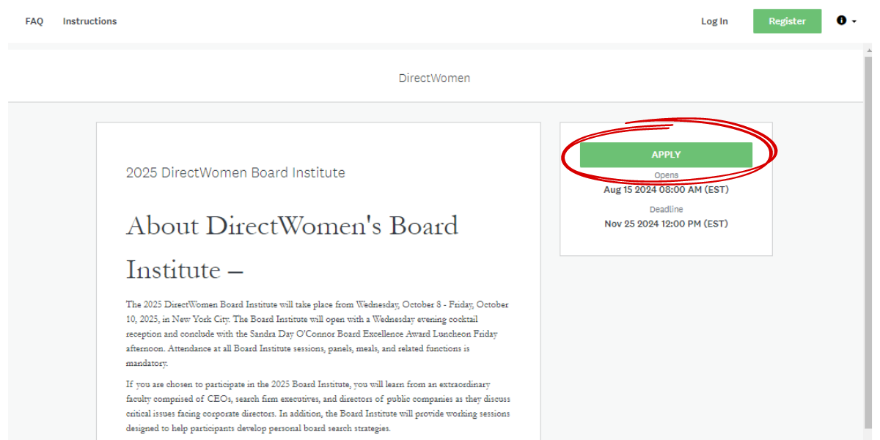 FAQ Instructions Log In Register
DirectWomen
2025 DirectWomen Board Institute
About DirectWomen's Board
Institute –
The 2025 DirectWomen Board Institute will take place from Wednesday, October 8 - Friday, October
10, 2025, in New York City. The Board Institute will open with a Wednesday evening cocktail
reception and conclude with the Sandra Day O'Connor Board Excellence Award Luncheon Friday
afternoon. Attendance at all Board Institute sessions, panels, meals, and related functions is
mandatory.
If you are chosen to participate in the 2025 Board Institute, you will learn from an extraordinary
faculty comprised of CEOs, search firm executives, and directors of public companies as they discuss
critical issues facing corporate directors. In addition, the Board Institute will provide working sessions
designed to help participants develop personal board search strategies.
APPLY
Opens
Aug 15 2024 08:00 AM (EST)
Deadline
Nov 25 2024 12:00 PM (EST)